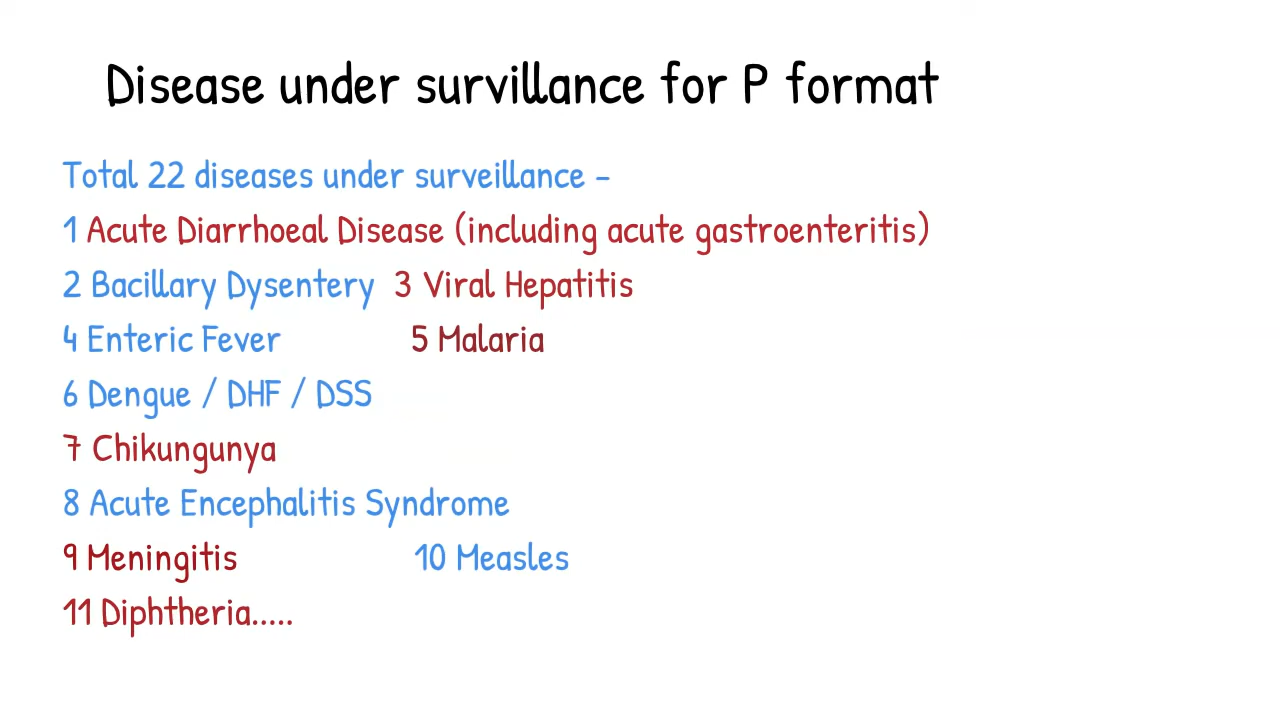 Disease under survillance for P format
Total 22 diseases under surveillance –
1 Acute Diarrhoeal Disease (including acute gastroenteritis)
2 Bacillary Dysentery 3 Viral Hepatitis
4 Enteric Fever 5 Malaria
6 Dengue / DHF / DSS
7 Chikungunya
8 Acute Encephalitis Syndrome
9 Meningitis 10 Measles
11 Diphtheria.....